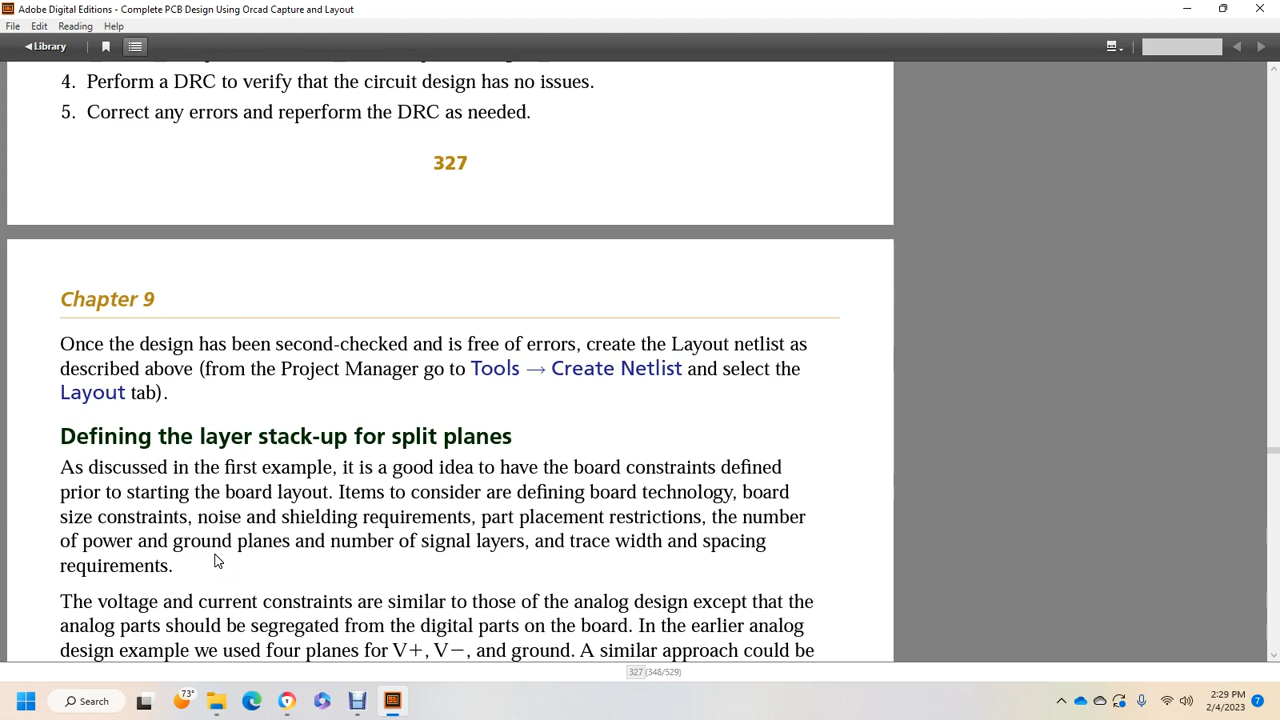 Adobe Digital Editions - Complete PCB Design Using Orcad Capture and Layout
File Edit Reading Help
Library
4. Perform a DRC to verify that the circuit design has no issues.
5. Correct any errors and reperform the DRC as needed.
327
Chapter 9
Once the design has been second-checked and is free of errors, create the Layout netlist as
described above (from the Project Manager go to Tools → Create Netlist and select the
Layout tab).
Defining the layer stack-up for split planes
As discussed in the first example, it is a good idea to have the board constraints defined
prior to starting the board layout. Items to consider are defining board technology, board
size constraints, noise and shielding requirements, part placement restrictions, the number
of power and ground planes and number of signal layers, and trace width and spacing
requirements.
The voltage and current constraints are similar to those of the analog design except that the
analog parts should be segregated from the digital parts on the board. In the earlier analog
design example we used four planes for V+, V−, and ground. A similar approach could be
327 (348/529)
73°
Search
2:29 PM
2/4/2023
7